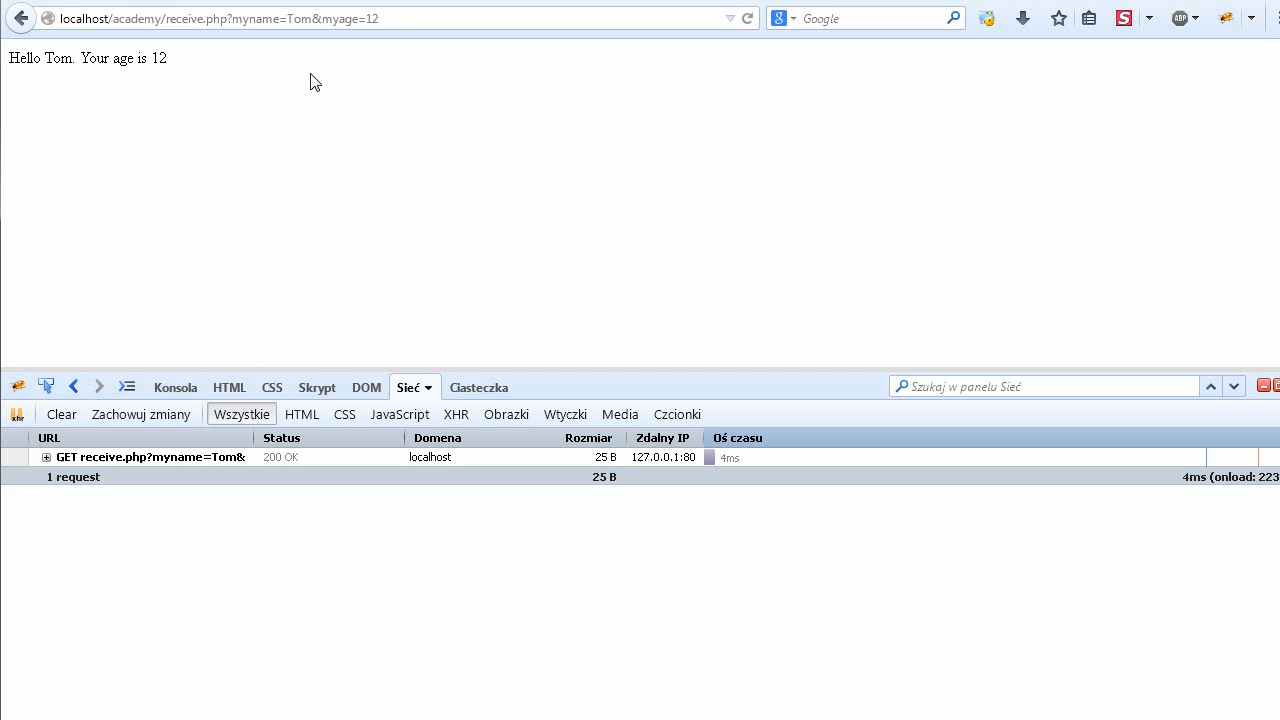 localhost/academy/receive.php?myname=Tom&myage=12
Google
ABP
Hello Tom. Your age is 12
Konsola HTML CSS Skrypt DOM Sieć Ciasteczka Szukaj w panelu Sieć
xhr Clear Zachowuj zmiany Wszystkie HTML CSS JavaScript XHR Obrazki Wtyczki Media Czcionki
URL Status Domena Rozmiar Zdalny IP Oś czasu
GET receive.php?myname=Tom& 200 OK localhost 25 B 127.0.0.1:80 4ms
1 request 25 B 4ms (onload: 223